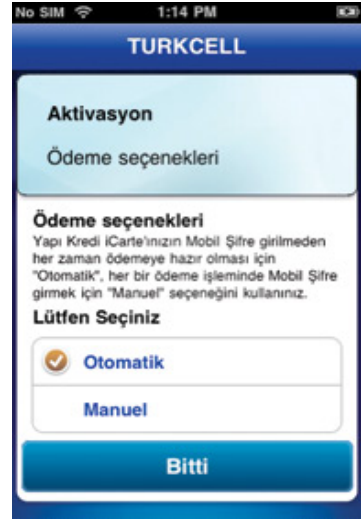 No SIM 1:14 PM
TURKCELL
Aktivasyon
Ödeme seçenekleri
Ödeme seçenekleri
Yapı Kredi iCarte'ınızın Mobil Şifre girilmeden
her zaman ödemeye hazır olması için
"Otomatik", her bir ödeme işleminde Mobil Şifre
girmek için "Manuel" seçeneğini kullanınız.
Lütfen Seçiniz
Otomatik
Manuel
Bitti